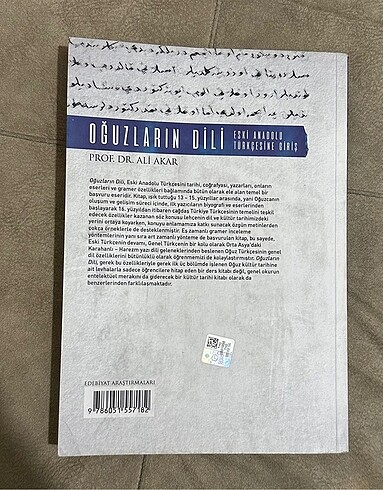 OĞUZLARIN DİLİ
ESKİ ANADOLU
TÜRKÇESİNE GİRİŞ
PROF. DR. ALİ AKAR
Oğuzların Dili, Eski Anadolu Türkçesini tarihi, coğrafyası, yazarları, onların
eserleri ve gramer özellikleri bağlamında bütün olarak ele alan temel bir
başvuru eseridir. Kitap, ışık tuttuğu 13 – 15. yüzyıllar arasında, yani Oğuzcanın
oluşum ve gelişim süreci içinde, ilk yazıcıların biyografi ve eserlerinden
başlayarak 16. yüzyıldan itibaren çağdaş Türkiye Türkçesinin temelini teşkil
edecek özellikler kazanan söz konusu lehçenin dil ve kültür tarihimizdeki
yerini ortaya koyarken, konuyu anlamamıza katkı sunacak özgün metinlerden
çokça örneklerle de desteklenmiştir. Eş zamanlı gramer inceleme
yöntemlerinin yanı sıra art zamanlı yönteme de başvurulan kitap, bu sayede,
Eski Türkçenin devamı, Genel Türkçenin bir kolu olarak Orta Asya'daki
Karahanlı – Harezm yazı dili geleneklerinden beslenen Oğuz Türkçesinin genel
dil özelliklerini bütünlüklü olarak öğrenmemizi de kolaylaştırmıştır. Oğuzların
Dili, gerek bu özellikleriyle gerek ilk üç bölümde işlenen Oğuz kültür tarihine
ait levhalarla sadece öğrencilere hitap eden bir ders kitabı değil, genel okurun
entelektüel merakını da giderecek bir kültür tarihi kitabı olarak da
benzerlerinden farklılaşmaktadır.
EDEBİYAT ARAŞTIRMALARI
9 786051 557182